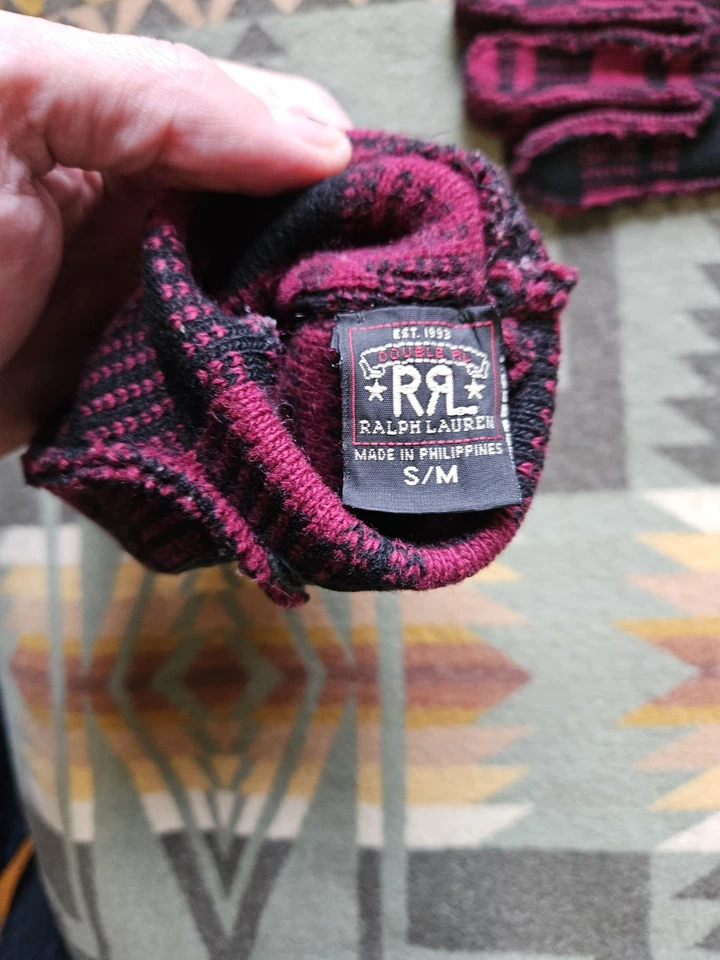 EST. 1993
DOUBLE RL
RRL
RALPH LAUREN
MADE IN PHILIPPINES
S/M